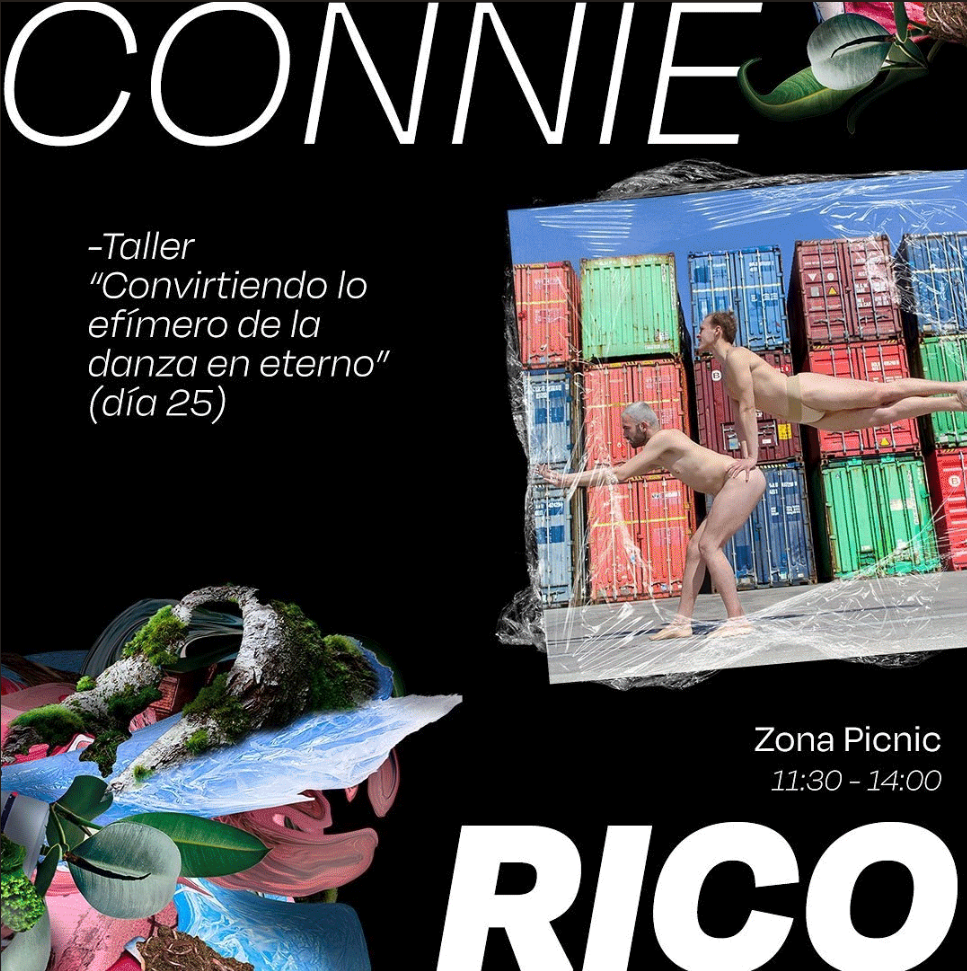 CONNIE
-Taller
“Convirtiendo lo
efímero de la
danza en eterno”
(día 25)
Zona Picnic
11:30 - 14:00
RICO